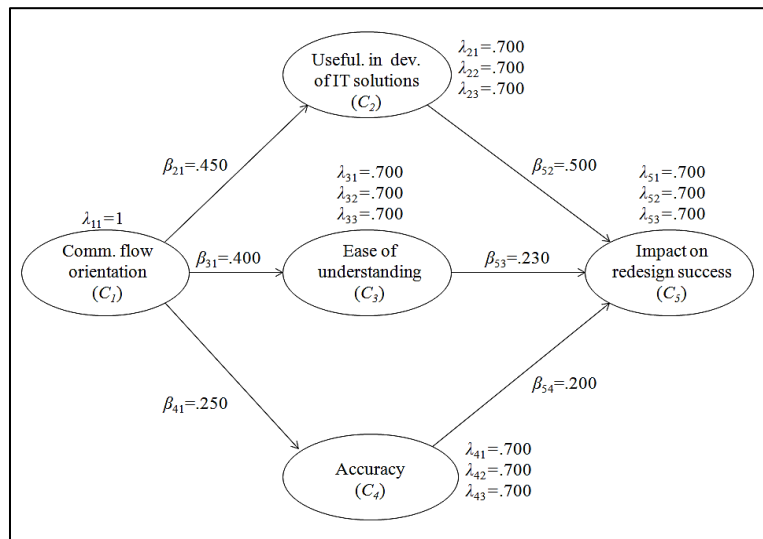 Useful. in dev.
of IT solutions
(C2)
λ21=.700
λ22=.700
λ23=.700
β21=.450
β52=.500
λ11=1
Comm. flow
orientation
(C1)
β31=.400
λ31=.700
λ32=.700
λ33=.700
Ease of
understanding
(C3)
β53=.230
λ51=.700
λ52=.700
λ53=.700
Impact on
redesign success
(C5)
β41=.250
β54=.200
Accuracy
(C4)
λ41=.700
λ42=.700
λ43=.700